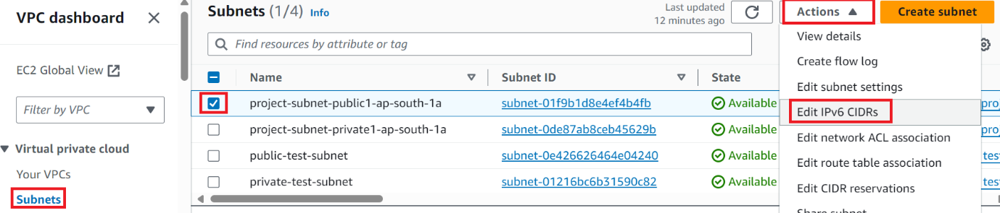 VPC dashboard
EC2 Global View
Filter by VPC
Virtual private cloud
Your VPCs
Subnets
Subnets (1/4) Info
Last updated
12 minutes ago
Actions
Create subnet
Find resources by attribute or tag
Name Subnet ID State
project-subnet-public1-ap-south-1a subnet-01f9b1d8e4ef4b4fb Available
project-subnet-private1-ap-south-1a subnet-0de87ab8ceb45629b Available
public-test-subnet subnet-0e426626464e04240 Available
private-test-subnet subnet-01216bc6b31590c82 Available
View details
Create flow log
Edit subnet settings
Edit IPv6 CIDRs
Edit network ACL association
Edit route table association
Edit CIDR reservations
Share subnet